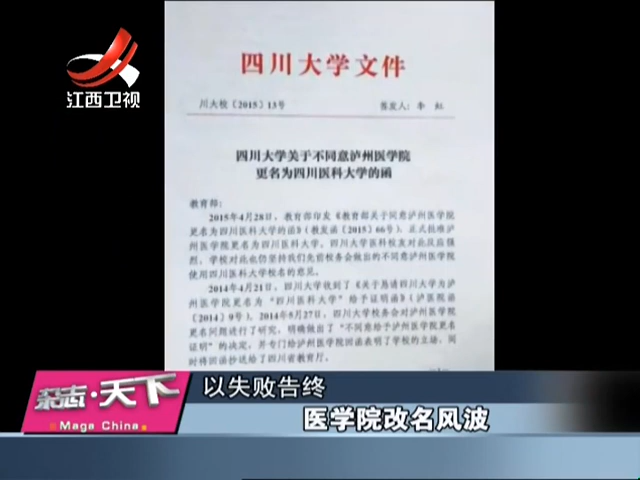 江西卫视
四川大学文件
川大校〔2015〕13号
签发人：李 虹
四川大学关于不同意泸州医学院
更名为四川医科大学的函
教育部：
2015年4月28日，教育部印发《教育部关于同意泸州医学院
更名为四川医科大学的函》（教发函〔2015〕66号），正式批准泸
州医学院更名为四川医科大学，四川大学医科校友对此反应强
烈，学校对此也仍坚持我们先前校务会做出的不同意泸州医学院
使用四川医科大学校名的意见。
2014年4月21日，四川大学收到了《关于恳请四川大学为泸
州医学院更名为“四川医科大学”给予证明函》（泸医院函
〔2014〕9号），2014年5月27日，四川大学校务会对泸州医学院
更名问题进行了研究，明确做出了“不同意给予泸州医学院更名
证明”的决定，并专门给泸州医学院回函表明了学校的立场，同
时将回函抄送给了四川省教育厅。
杂志·天下
Maga China
以失败告终
医学院改名风波